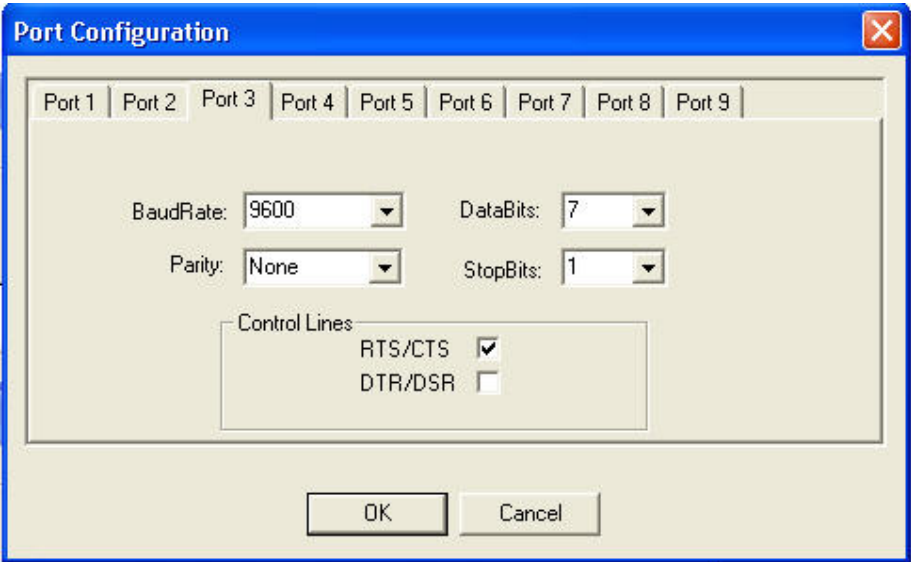 Port Configuration
Port 1 Port 2 Port 3 Port 4 Port 5 Port 6 Port 7 Port 8 Port 9
BaudRate: 9600 DataBits: 7
Parity: None StopBits: 1
Control Lines
RTS/CTS
DTR/DSR
OK Cancel